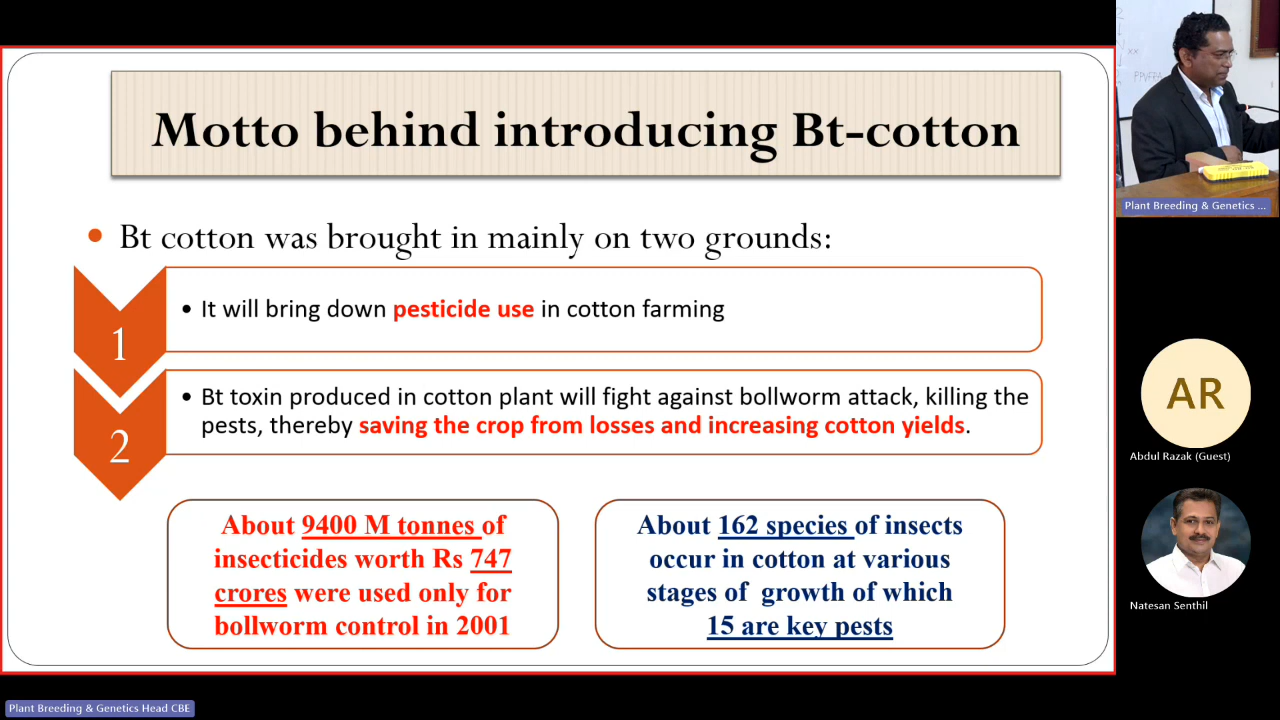 Motto behind introducing Bt-cotton
• Bt cotton was brought in mainly on two grounds:
1
• It will bring down pesticide use in cotton farming
2
• Bt toxin produced in cotton plant will fight against bollworm attack, killing the
pests, thereby saving the crop from losses and increasing cotton yields.
About 9400 M tonnes of
insecticides worth Rs 747
crores were used only for
bollworm control in 2001
About 162 species of insects
occur in cotton at various
stages of growth of which
15 are key pests
PPVFRA
Plant Breeding & Genetics ...
AR
Abdul Razak (Guest)
Natesan Senthil
Plant Breeding & Genetics Head CBE